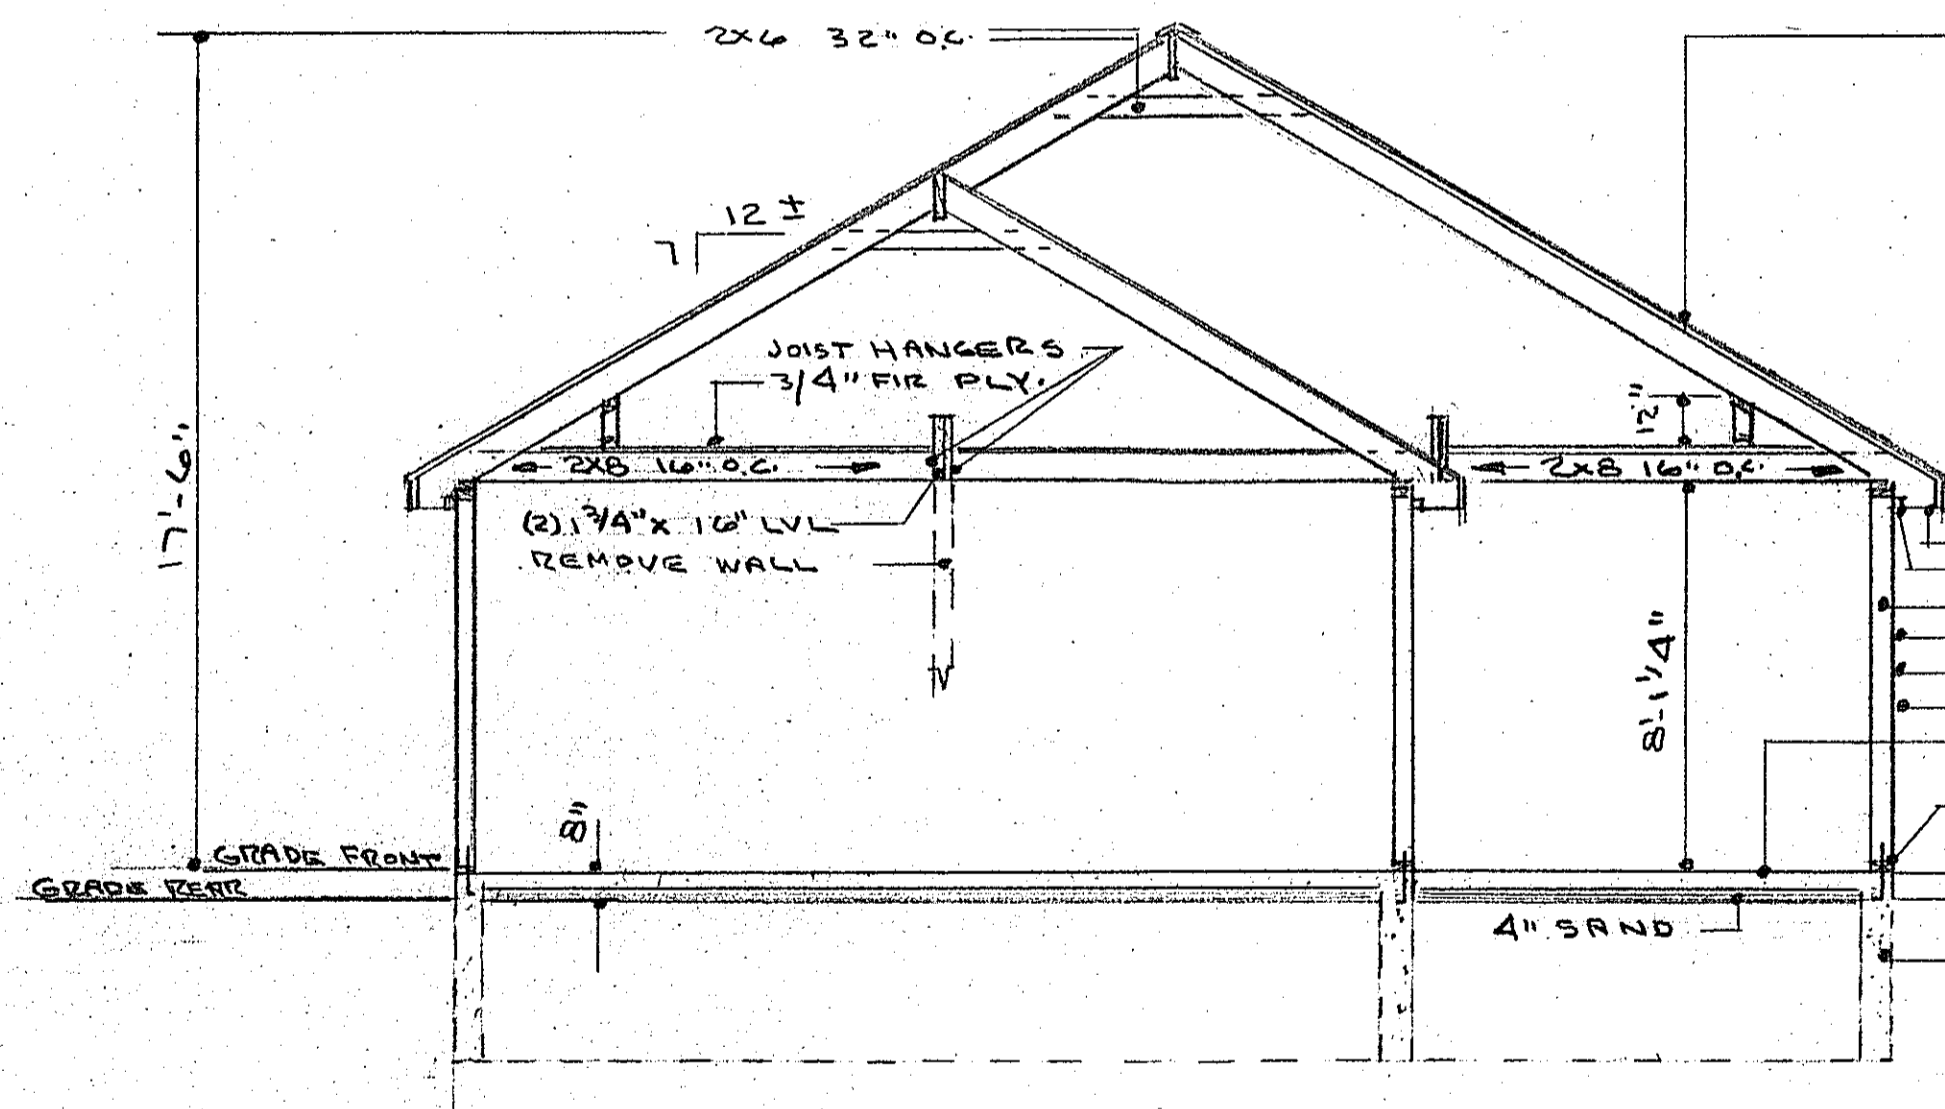 2X6 32" O.C.
12 ±
7
JOIST HANGERS
3/4" FIR PLY.
12"
2X8 16" O.C.
2X8 16" O.C.
(2) 1 3/4" X 16" LVL
REMOVE WALL
17'-6"
8'-1 1/4"
8"
GRADE FRONT
GRADE REAR
4" SAND